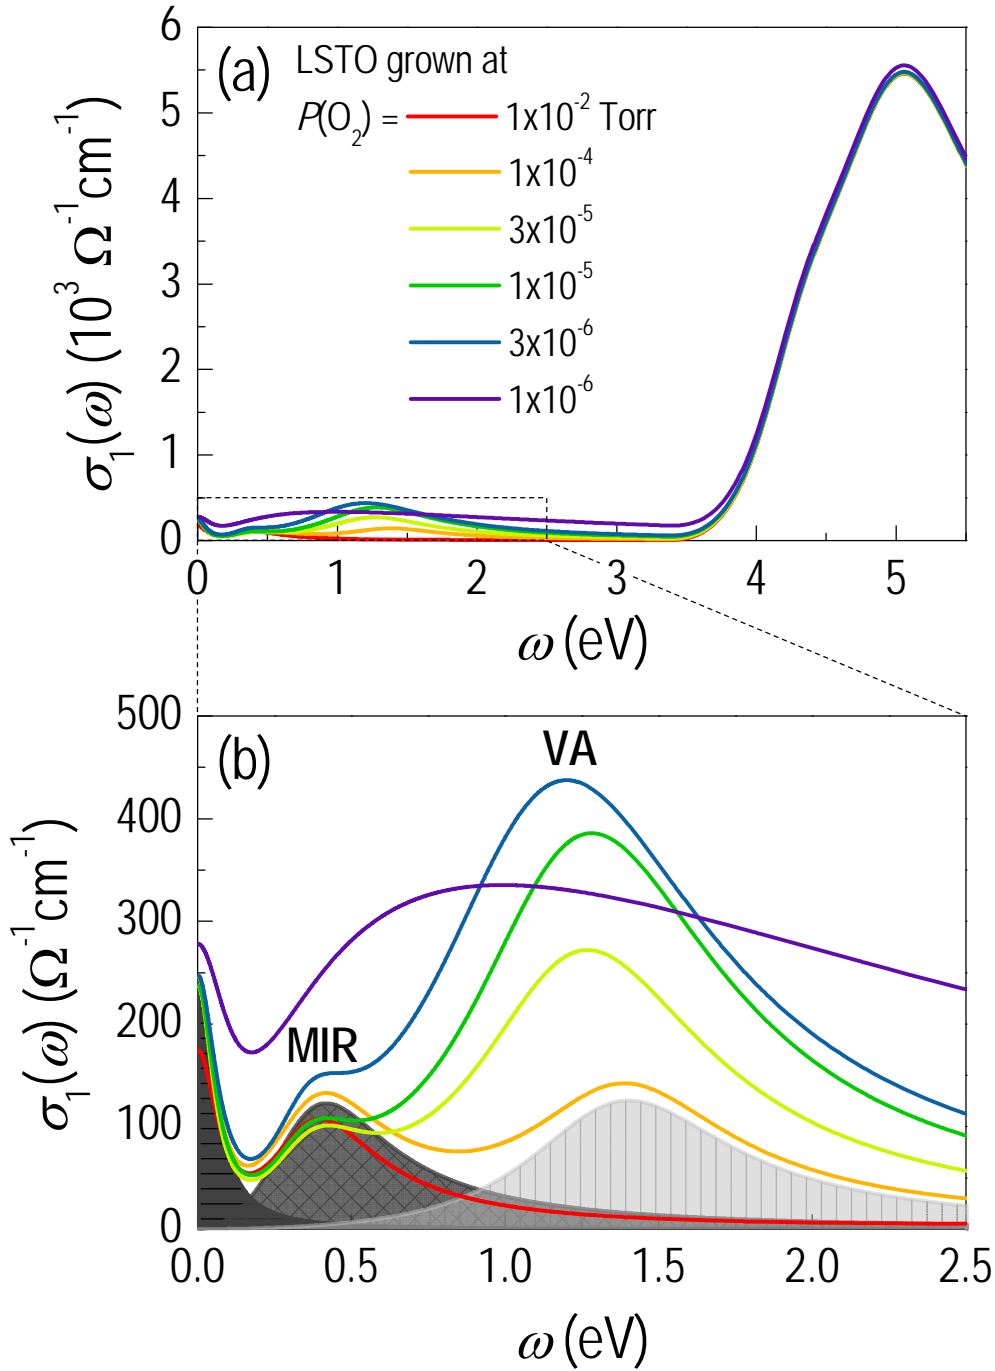 6
5
4
3
2
1
0
σ₁(ω) (10³ Ω⁻¹cm⁻¹)
(a)
LSTO grown at
P(O₂) = 1x10⁻² Torr
1x10⁻⁴
3x10⁻⁵
1x10⁻⁵
3x10⁻⁶
1x10⁻⁶
0 1 2 3 4 5
ω (eV)
500
400
300
200
100
0
σ₁(ω) (Ω⁻¹cm⁻¹)
(b)
VA
MIR
0.0 0.5 1.0 1.5 2.0 2.5
ω (eV)